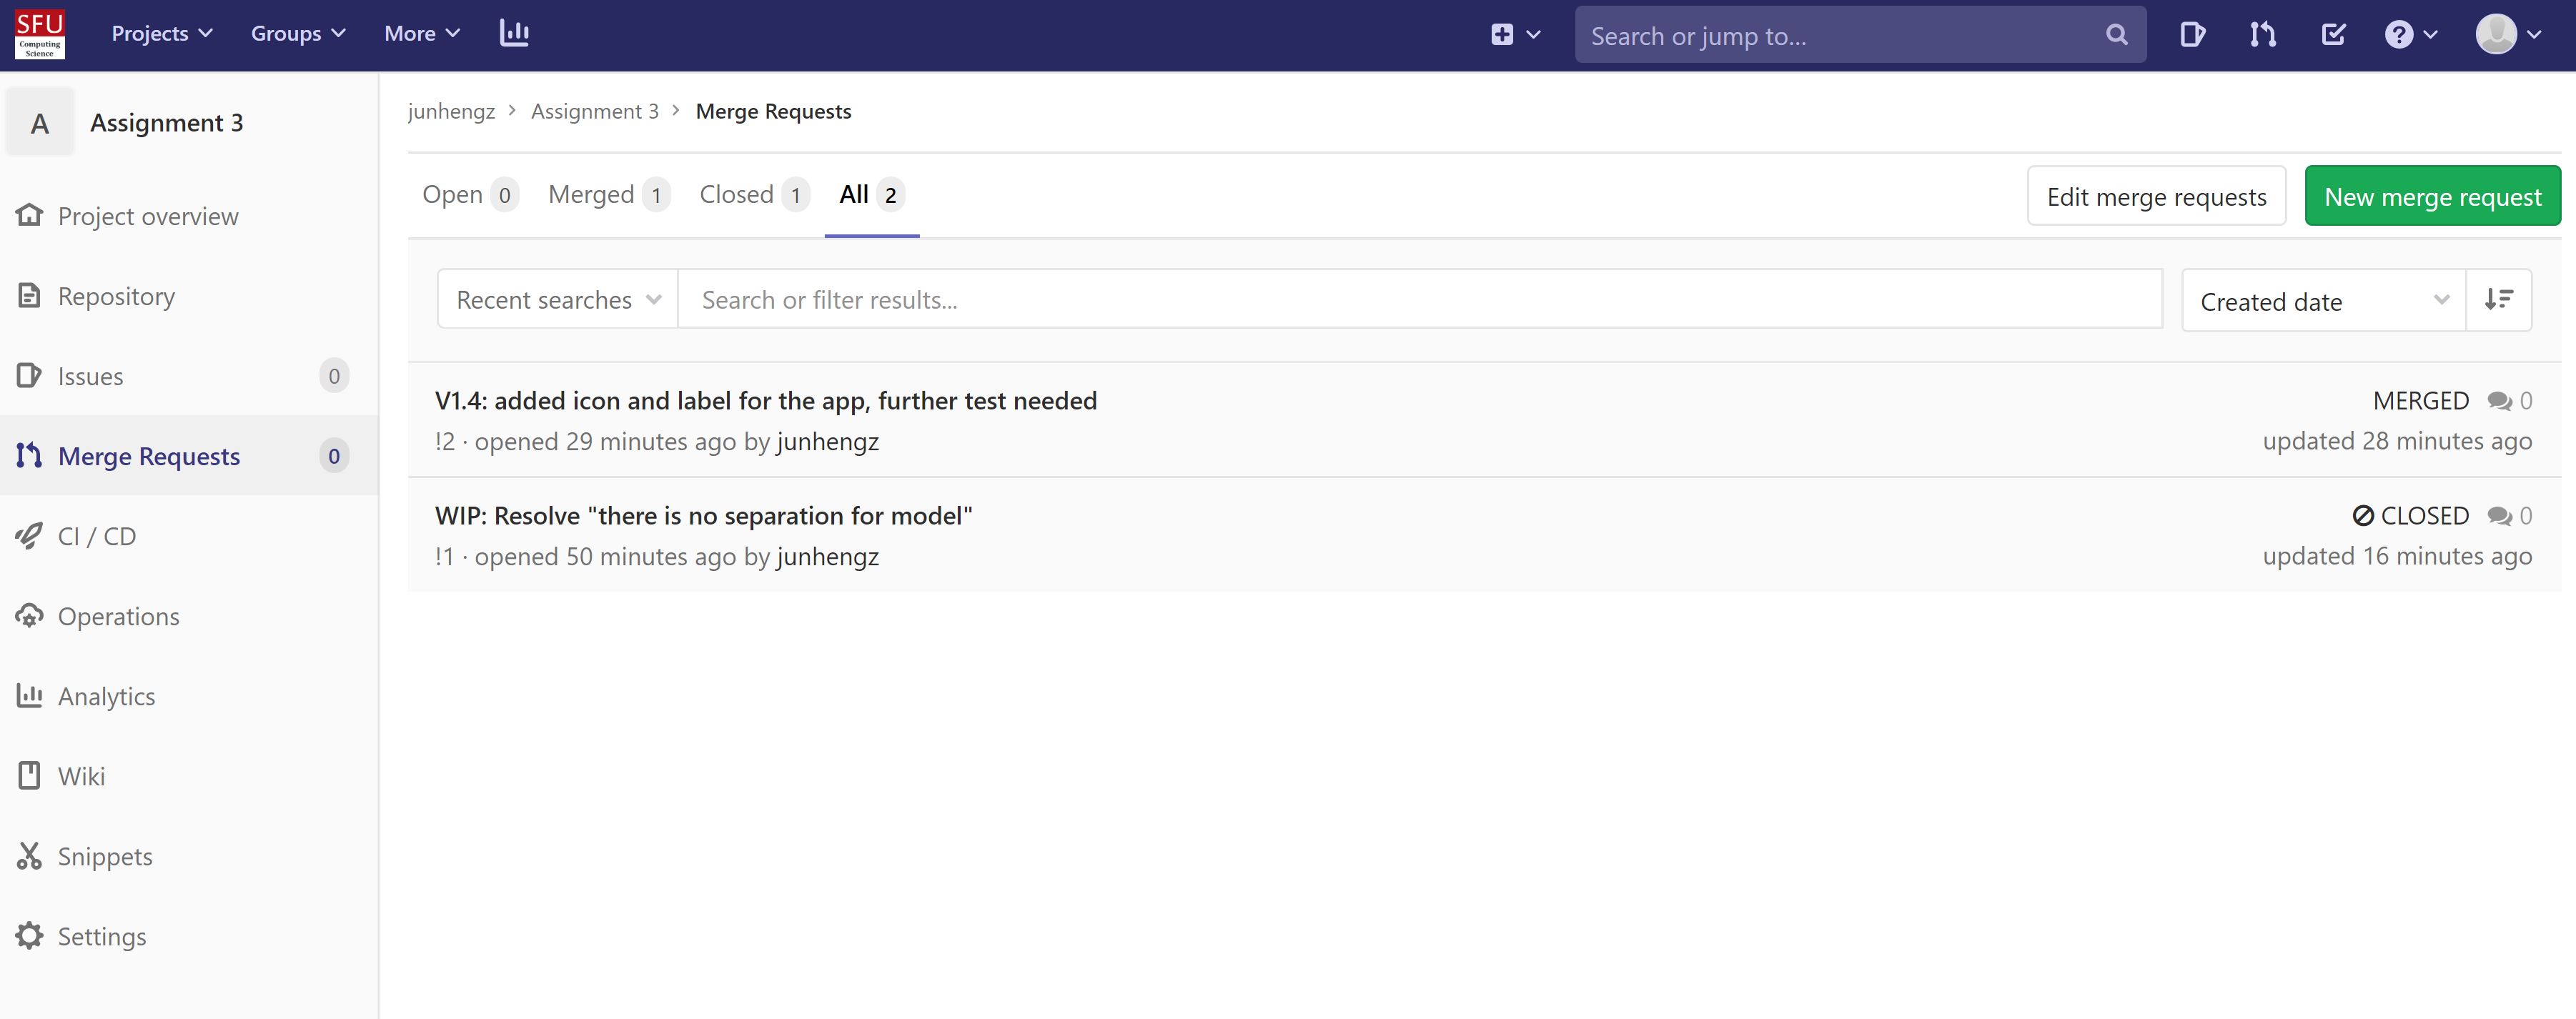 SFU
Computing
Science
Projects
Groups
More
Search or jump to...
A
Assignment 3
Project overview
Repository
Issues
0
Merge Requests
0
CI / CD
Operations
Analytics
Wiki
Snippets
Settings
junhengz > Assignment 3 > Merge Requests
Open 0
Merged 1
Closed 1
All 2
Edit merge requests
New merge request
Recent searches
Search or filter results...
Created date
V1.4: added icon and label for the app, further test needed
MERGED 0
!2 · opened 29 minutes ago by junhengz
updated 28 minutes ago
WIP: Resolve "there is no separation for model"
CLOSED 0
!1 · opened 50 minutes ago by junhengz
updated 16 minutes ago